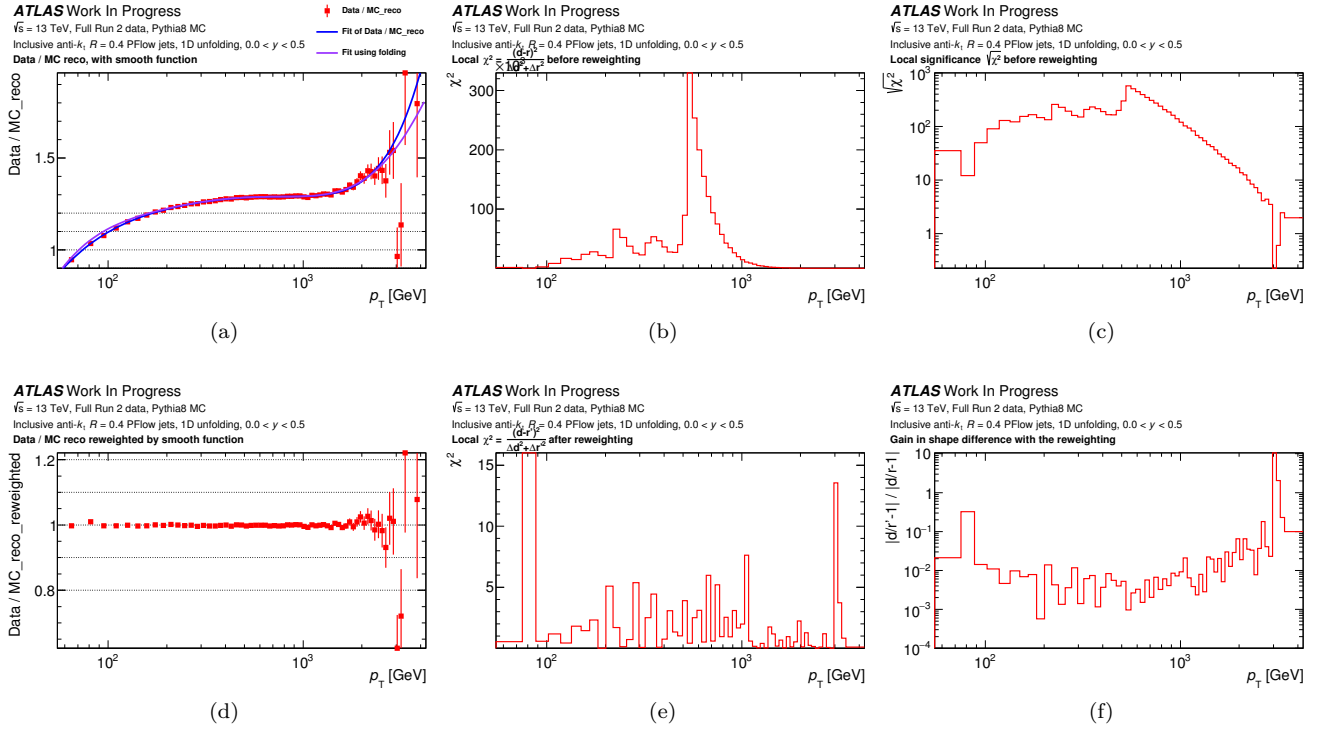 ATLAS Work In Progress
√s = 13 TeV, Full Run 2 data, Pythia8 MC
Inclusive anti-kt R = 0.4 PFlow jets, 1D unfolding, 0.0 < y < 0.5
Data / MC reco, with smooth function
Data / MC_reco
Fit of Data / MC_reco
Fit using folding
Data / MC_reco
1.5
1
10²
10³
pT [GeV]
(a)
ATLAS Work In Progress
√s = 13 TeV, Full Run 2 data, Pythia8 MC
Inclusive anti-kt R = 0.4 PFlow jets, 1D unfolding, 0.0 < y < 0.5
Local χ² = (d-r)² / Δd²+Δr² before reweighting
×10³
χ²
300
200
100
10²
10³
pT [GeV]
(b)
ATLAS Work In Progress
√s = 13 TeV, Full Run 2 data, Pythia8 MC
Inclusive anti-kt R = 0.4 PFlow jets, 1D unfolding, 0.0 < y < 0.5
Local significance √χ² before reweighting
√χ²
10³
10²
10
1
10²
10³
pT [GeV]
(c)
ATLAS Work In Progress
√s = 13 TeV, Full Run 2 data, Pythia8 MC
Inclusive anti-kt R = 0.4 PFlow jets, 1D unfolding, 0.0 < y < 0.5
Data / MC reco reweighted by smooth function
Data / MC_reco_reweighted
1.2
1
0.8
10²
10³
pT [GeV]
(d)
ATLAS Work In Progress
√s = 13 TeV, Full Run 2 data, Pythia8 MC
Inclusive anti-kt R = 0.4 PFlow jets, 1D unfolding, 0.0 < y < 0.5
Local χ² = (d-r')² / Δd²+Δr'² after reweighting
χ²
15
10
5
10²
10³
pT [GeV]
(e)
ATLAS Work In Progress
√s = 13 TeV, Full Run 2 data, Pythia8 MC
Inclusive anti-kt R = 0.4 PFlow jets, 1D unfolding, 0.0 < y < 0.5
Gain in shape difference with the reweighting
|d/r'-1| / |d/r-1|
10
1
10⁻¹
10⁻²
10⁻³
10⁻⁴
10²
10³
pT [GeV]
(f)